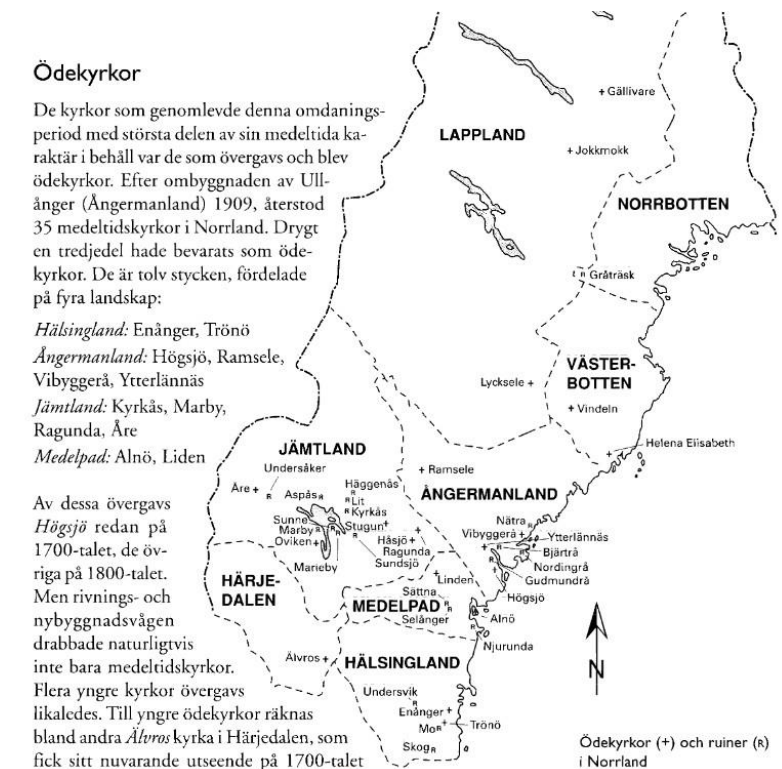 Ödekyrkor
De kyrkor som genomlevde denna omdanings-
period med största delen av sin medeltida ka-
raktär i behåll var de som övergavs och blev
ödekyrkor. Efter ombyggnaden av Ull-
ånger (Ångermanland) 1909, återstod
35 medeltidskyrkor i Norrland. Drygt
en tredjedel hade bevarats som öde-
kyrkor. De är tolv stycken, fördelade
på fyra landskap:
Hälsingland: Enånger, Trönö
Ångermanland: Högsjö, Ramsele,
Vibyggerå, Ytterlännäs
Jämtland: Kyrkås, Marby,
Ragunda, Åre
Medelpad: Alnö, Liden
Av dessa övergavs
Högsjö redan på
1700-talet, de öv-
riga på 1800-talet.
Men rivnings- och
nybyggnadsvågen
drabbade naturligtvis
inte bara medeltidskyrkor.
Flera yngre kyrkor övergavs
likaledes. Till yngre ödekyrkor räknas
bland andra Älvros kyrka i Härjedalen, som
fick sitt nuvarande utseende på 1700-talet
+ Gällivare
LAPPLAND
+ Jokkmokk
NORRBOTTEN
R Gråträsk
VÄSTER-
BOTTEN
Lycksele +
+ Vindeln
Helena Elisabeth
+
JÄMTLAND
Undersåker
Åre +
R
Aspås R
Häggenås
R
R Lit
R Kyrkås
+ Ramsele
ÅNGERMANLAND
Sunne
Marby
Oviken +
Stugun +
Håsjö +
Ragunda
Sundsjö
Marieby
Nätra R
Vibyggerå +
Ytterlännäs
Bjärtrå
Nordingrå
Gudmundrå
Högsjö
HÄRJE-
DALEN
+ Linden
Sättna R
MEDELPAD
Selånger R
Alnö
Njurunda
Älvros +
HÄLSINGLAND
Undersvik
R
Enånger +
Mo R + Trönö
Skog R
N
Ödekyrkor (+) och ruiner (R)
i Norrland